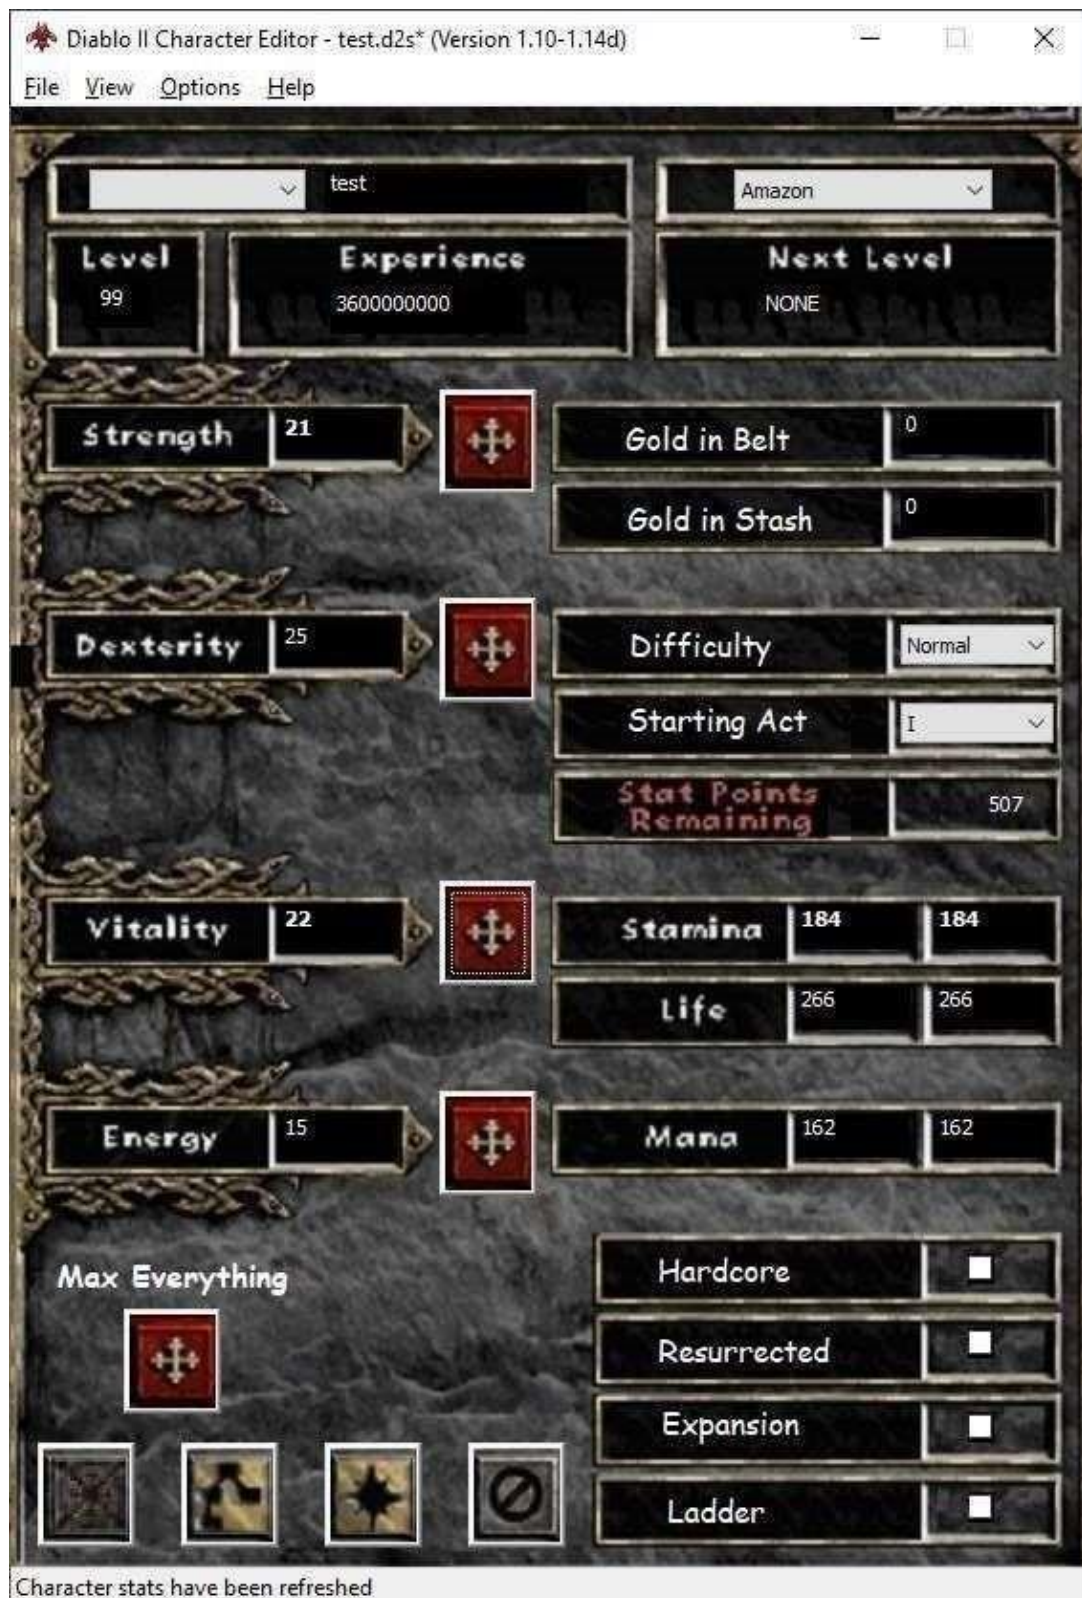 Diablo II Character Editor - test.d2s* (Version 1.10-1.14d)
File View Options Help
test
Amazon
Level
99
Experience
3600000000
Next Level
NONE
Strength 21
Gold in Belt 0
Gold in Stash 0
Dexterity 25
Difficulty Normal
Starting Act I
Stat Points
Remaining
507
Vitality 22
Stamina 184 184
Life 266 266
Energy 15
Mana 162 162
Max Everything
Hardcore
Resurrected
Expansion
Ladder
Character stats have been refreshed